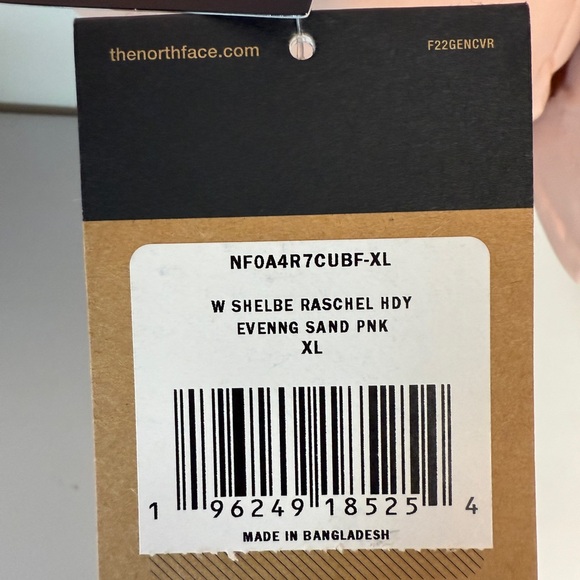 thenorthface.com F22GENCVR
NF0A4R7CUBF-XL
W SHELBE RASCHEL HDY
EVENNG SAND PNK
XL
1 96249 18525 4
MADE IN BANGLADESH